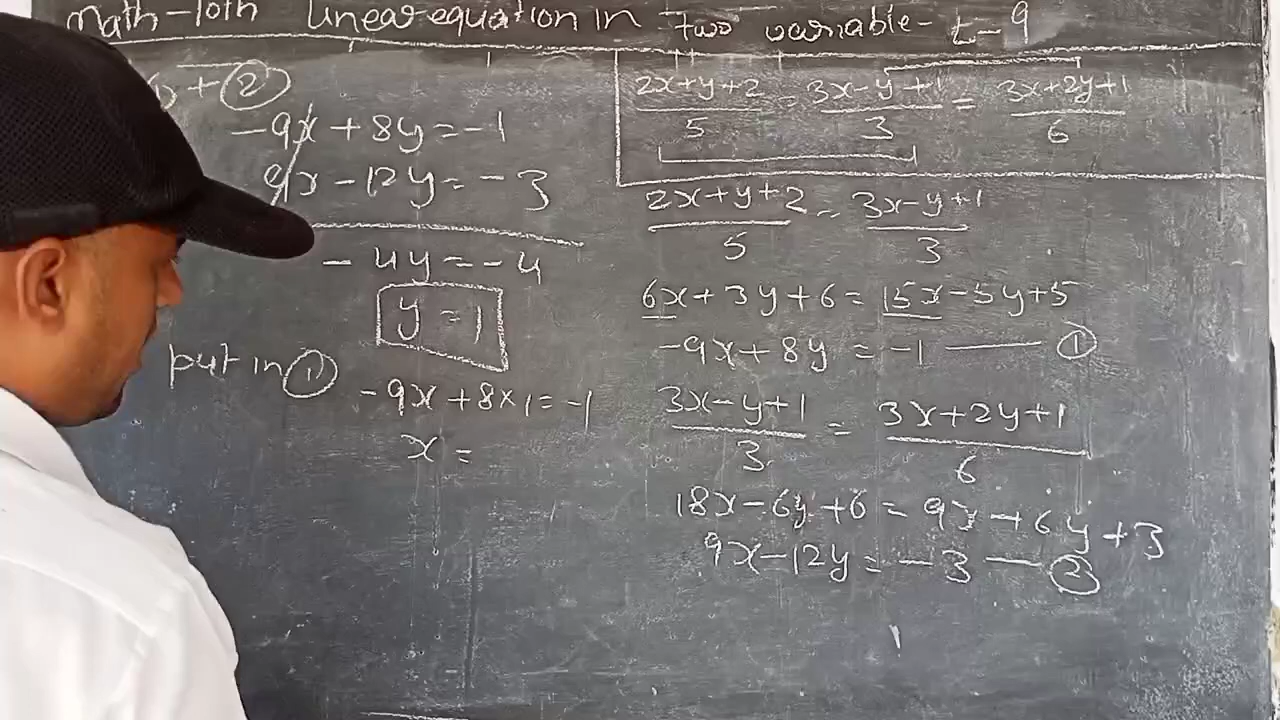 Math-10th Linear equation in Two variable - L-9
+ ②
-9x + 8y = -1
9x - 12y = -3
- 4y = -4
y = 1
put in ①
-9x + 8×1 = -1
x =
2x+y+2/5 = 3x-y+1/3 = 3x+2y+1/6
2x+y+2/5 = 3x-y+1/3
6x+3y+6 = 15x-5y+5
-9x+8y = -1 — ①
3x-y+1/3 = 3x+2y+1/6
18x-6y+6 = 9x+6y+3
9x-12y = -3 — ②